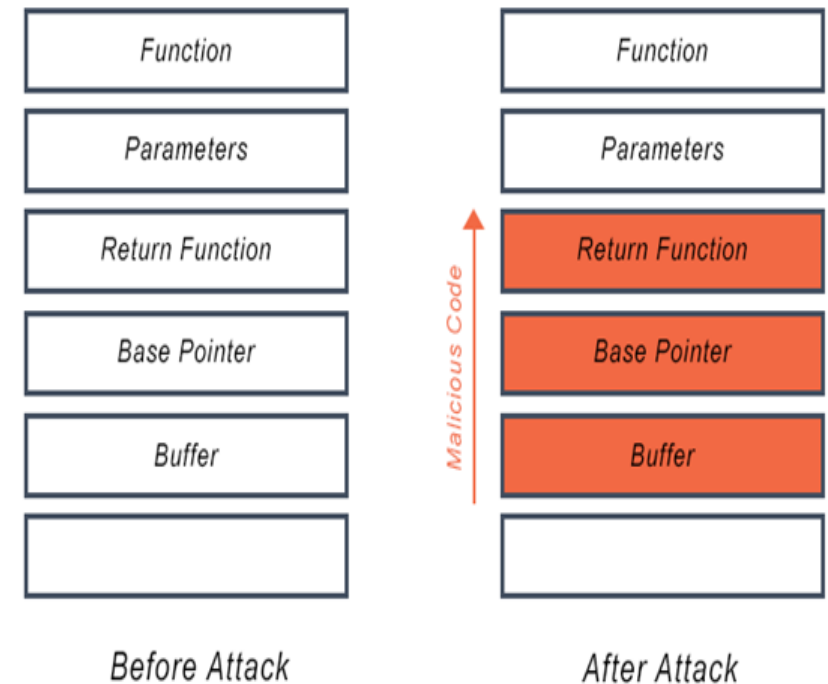 Function
Parameters
Return Function
Base Pointer
Buffer
Before Attack
Function
Parameters
Return Function
Base Pointer
Buffer
Malicious Code
After Attack